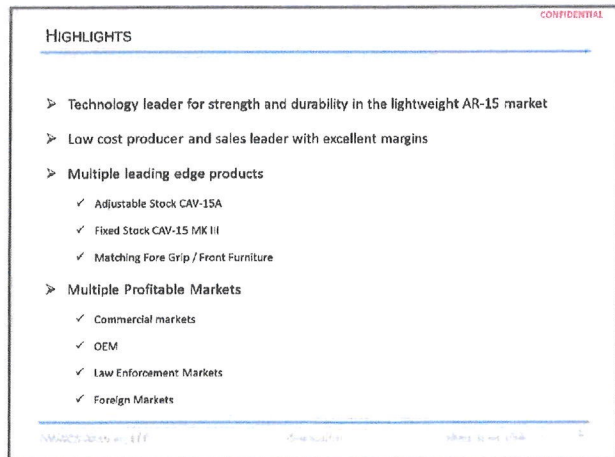 CONFIDENTIAL
HIGHLIGHTS
➢ Technology leader for strength and durability in the lightweight AR-15 market
➢ Low cost producer and sales leader with excellent margins
➢ Multiple leading edge products
✓ Adjustable Stock CAV-15A
✓ Fixed Stock CAV-15 MK III
✓ Matching Fore Grip / Front Furniture
➢ Multiple Profitable Markets
✓ Commercial markets
✓ OEM
✓ Law Enforcement Markets
✓ Foreign Markets